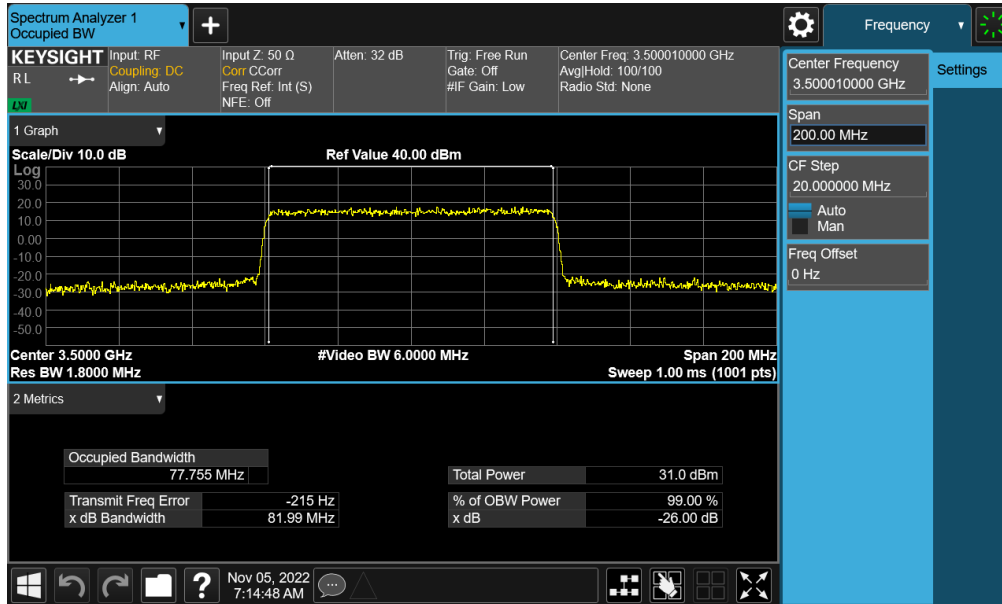 Spectrum Analyzer 1
Occupied BW
Frequency
KEYSIGHT
R L
LXI
Input: RF
Coupling: DC
Align: Auto
Input Z: 50 Ω
Corr CCorr
Freq Ref: Int (S)
NFE: Off
Atten: 32 dB
Trig: Free Run
Gate: Off
#IF Gain: Low
Center Freq: 3.500010000 GHz
Avg|Hold: 100/100
Radio Std: None
Center Frequency
3.500010000 GHz
Settings
Span
200.00 MHz
CF Step
20.000000 MHz
Auto
Man
Freq Offset
0 Hz
1 Graph
Scale/Div 10.0 dB
Ref Value 40.00 dBm
Log
30.0
20.0
10.0
0.00
-10.0
-20.0
-30.0
-40.0
-50.0
Center 3.5000 GHz
#Video BW 6.0000 MHz
Span 200 MHz
Res BW 1.8000 MHz
Sweep 1.00 ms (1001 pts)
2 Metrics
Occupied Bandwidth
77.755 MHz
Total Power 31.0 dBm
Transmit Freq Error -215 Hz
% of OBW Power 99.00 %
x dB Bandwidth 81.99 MHz
x dB -26.00 dB
?
Nov 05, 2022
7:14:48 AM